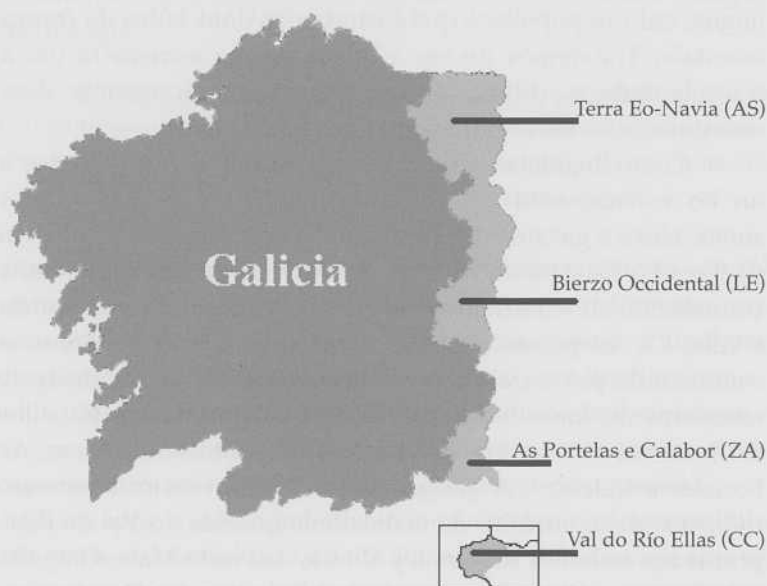 Terra Eo-Navia (AS)
Galicia
Bierzo Occidental (LE)
As Portelas e Calabor (ZA)
Val do Río Ellas (CC)